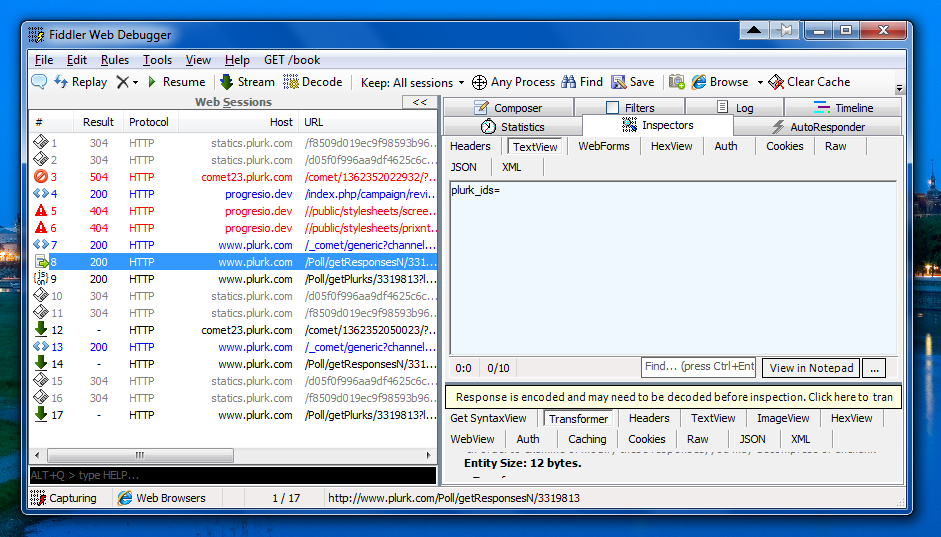 Fiddler Web Debugger
File Edit Rules Tools View Help GET /book
Replay Resume Stream Decode Keep: All sessions Any Process Find Save Browse Clear Cache
Web Sessions <<
# Result Protocol Host URL
1 304 HTTP statics.plurk.com /f8509d019ec9f98593b96...
2 304 HTTP statics.plurk.com /d05f0f996aa9df4625c6c...
3 504 HTTP comet23.plurk.com /comet/1362352022932/?...
4 200 HTTP progresio.dev /index.php/campaign/revi...
5 404 HTTP progresio.dev //public/stylesheets/scree...
6 404 HTTP progresio.dev //public/stylesheets/prixnt...
7 200 HTTP www.plurk.com /_comet/generic?channel...
8 200 HTTP www.plurk.com /Poll/getResponsesN/331...
{js on} 9 200 HTTP www.plurk.com /Poll/getPlurks/3319813?l...
10 304 HTTP statics.plurk.com /d05f0f996aa9df4625c6c...
11 304 HTTP statics.plurk.com /f8509d019ec9f98593b96...
12 - HTTP comet23.plurk.com /comet/1362352050023/?...
13 200 HTTP www.plurk.com /_comet/generic?channel...
14 - HTTP www.plurk.com /Poll/getResponsesN/331...
15 304 HTTP statics.plurk.com /d05f0f996aa9df4625c6c...
16 304 HTTP statics.plurk.com /f8509d019ec9f98593b96...
17 - HTTP www.plurk.com /Poll/getPlurks/3319813?l...
ALT+Q > type HELP...
Composer Filters Log Timeline
Statistics Inspectors AutoResponder
Headers TextView WebForms HexView Auth Cookies Raw
JSON XML
plurk_ids=
0:0 0/10 Find... (press Ctrl+Ent View in Notepad ...
Response is encoded and may need to be decoded before inspection. Click here to tran
Get SyntaxView Transformer Headers TextView ImageView HexView
WebView Auth Caching Cookies Raw JSON XML
Entity Size: 12 bytes.
Capturing Web Browsers 1 / 17 http://www.plurk.com/Poll/getResponsesN/3319813